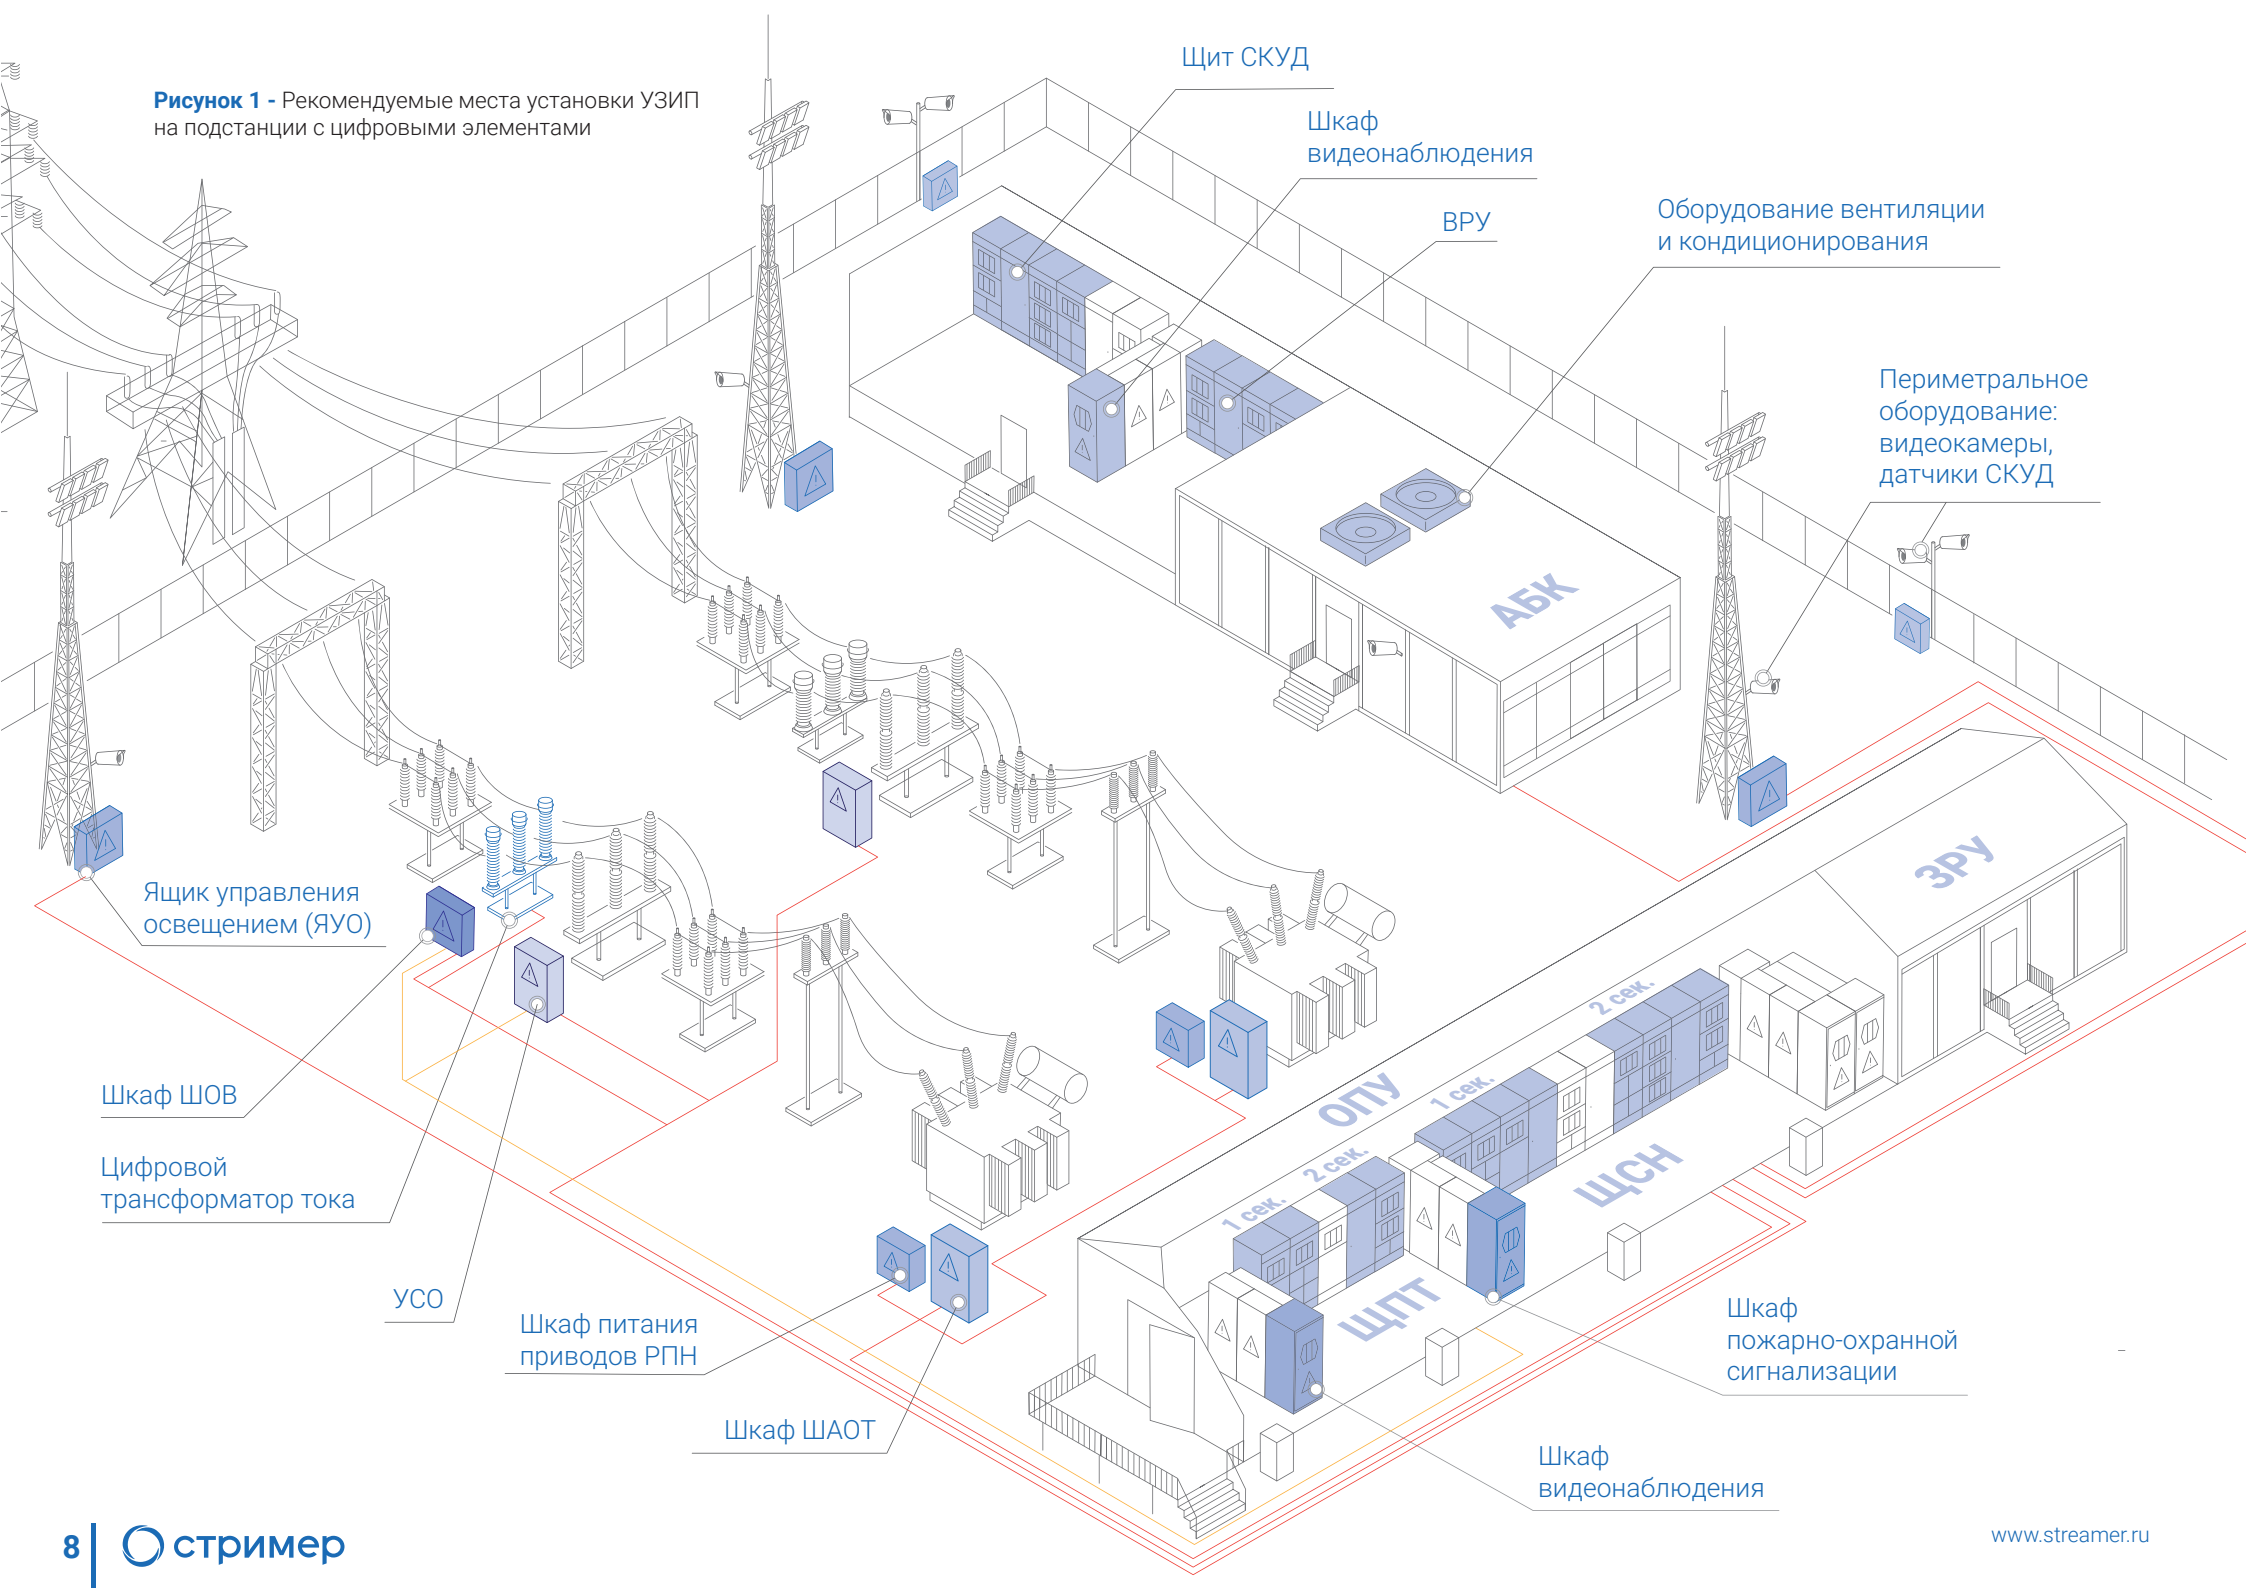 Рисунок 1 - Рекомендуемые места установки УЗИП
на подстанции с цифровыми элементами
Щит СКУД
Шкаф
видеонаблюдения
ВРУ
Оборудование вентиляции
и кондиционирования
Периметральное
оборудование:
видеокамеры,
датчики СКУД
АБК
ЗРУ
Ящик управления
освещением (ЯУО)
Шкаф ШОВ
Цифровой
трансформатор тока
УСО
Шкаф питания
приводов РПН
Шкаф ШАОТ
ОПУ
2 сек.
1 сек.
2 сек.
1 сек.
ЩСН
ЩПТ
Шкаф
пожарно-охранной
сигнализации
Шкаф
видеонаблюдения
8
стример
www.streamer.ru